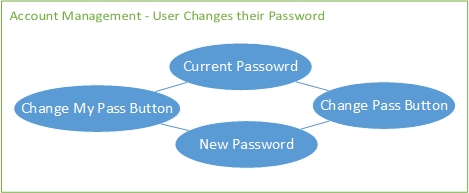 Account Management - User Changes their Password
Current Passowrd
Change My Pass Button
Change Pass Button
New Password